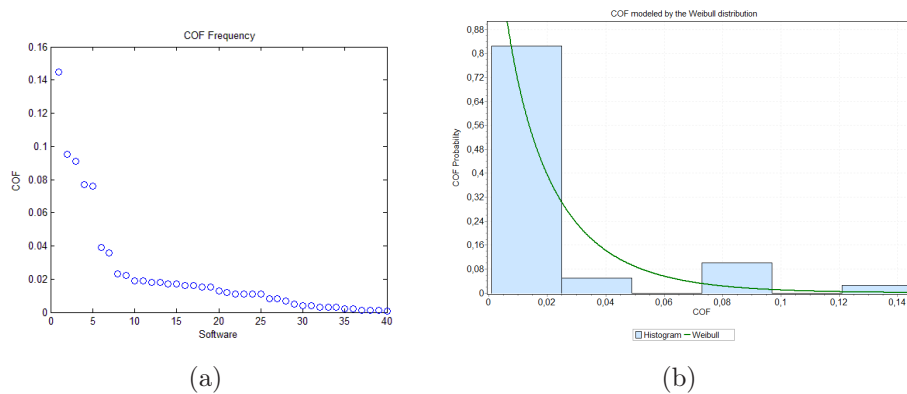 COF Frequency
0.16
0.14
0.12
0.1
0.08
0.06
0.04
0.02
0
COF
0 5 10 15 20 25 30 35 40
Software
(a)
COF modeled by the Weibull distribution
0,88
0,8
0,72
0,64
0,56
0,48
0,4
0,32
0,24
0,16
0,08
0
COF Probability
0 0,02 0,04 0,06 0,08 0,1 0,12 0,14
COF
Histogram Weibull
(b)